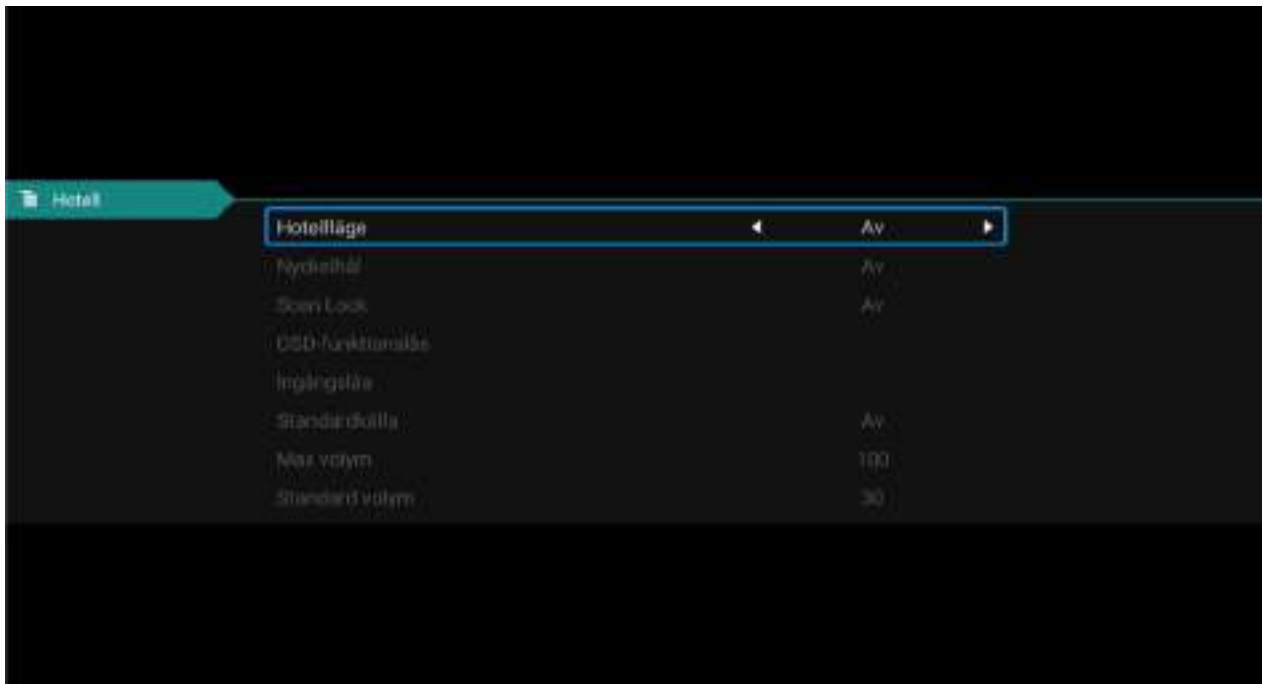 Hotell
Hotelläge Av
Nyckelhål Av
Scan Lock Av
OSD-funktionslås
Ingångslås
Standardkälla Av
Max volym 100
Standard volym 30